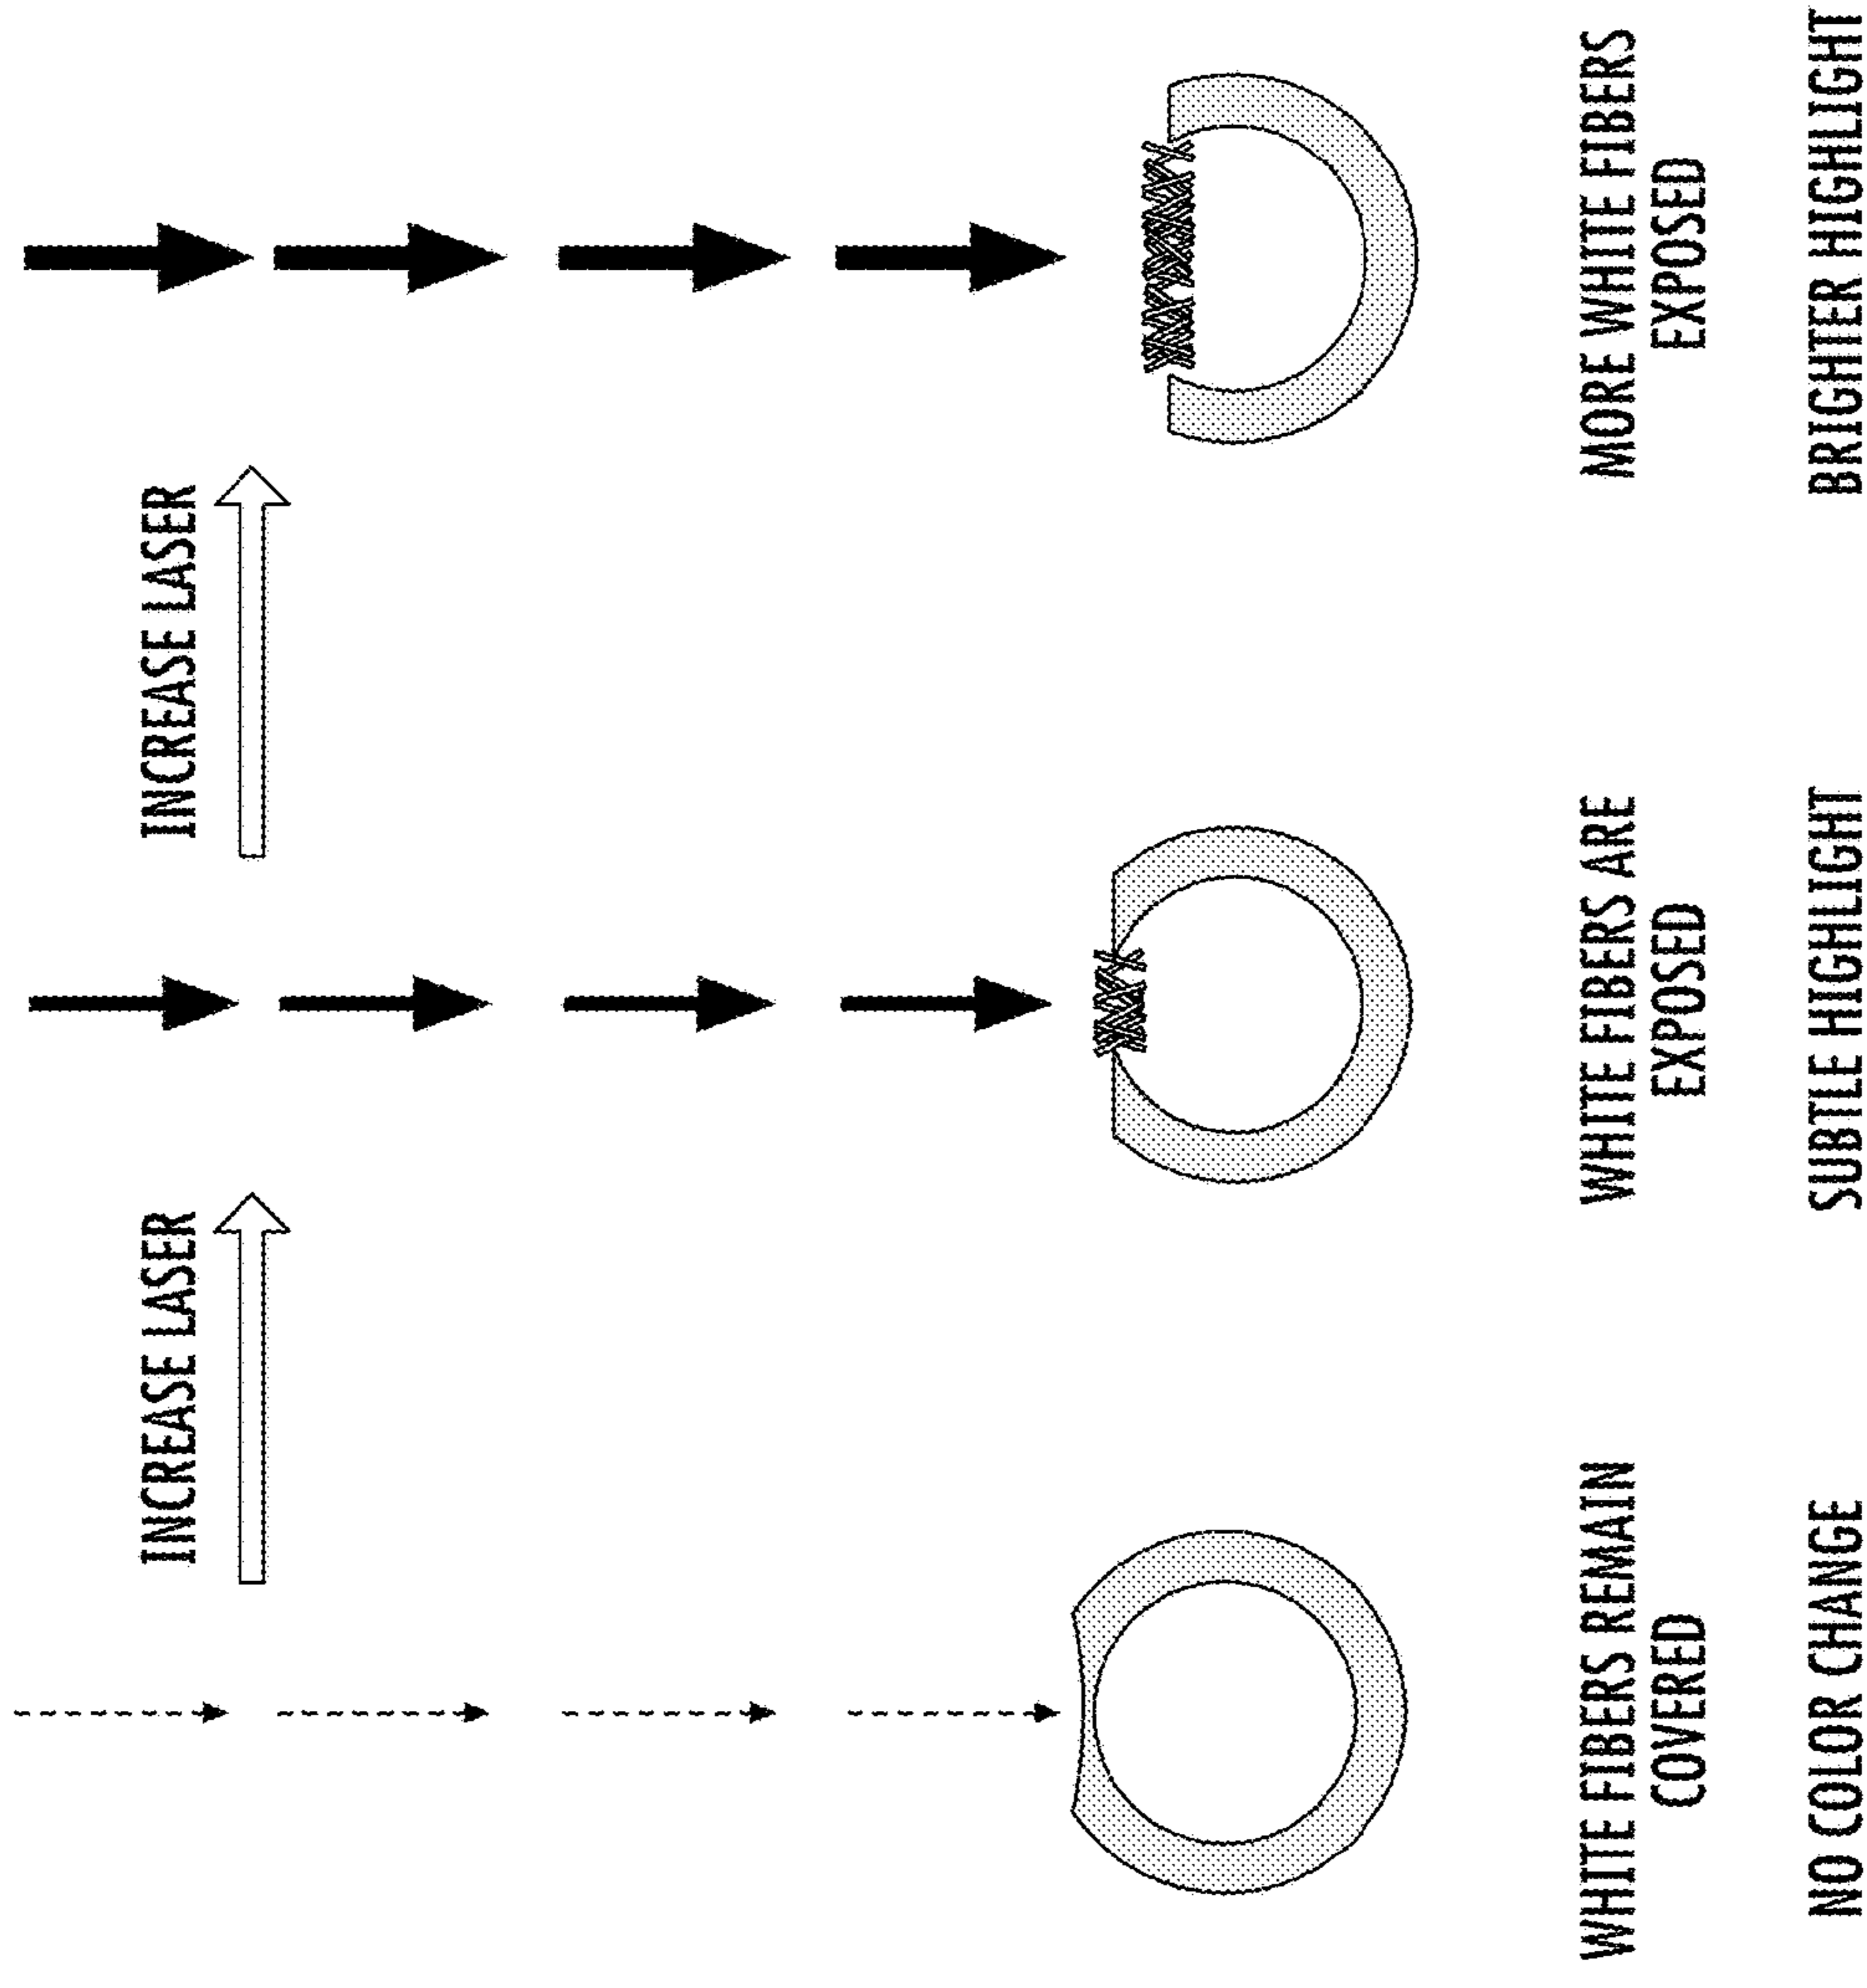 INCREASE LASER
INCREASE LASER
WHITE FIBERS REMAIN
COVERED
WHITE FIBERS ARE
EXPOSED
MORE WHITE FIBERS
EXPOSED
NO COLOR CHANGE
SUBTLE HIGHLIGHT
BRIGHTER HIGHLIGHT